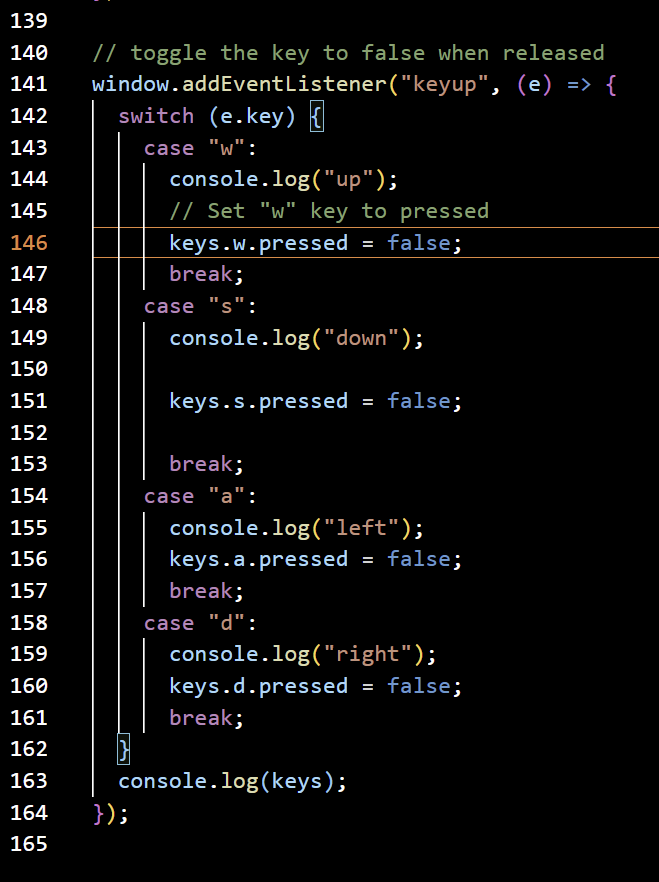 139
140 // toggle the key to false when released
141 window.addEventListener("keyup", (e) => {
142 switch (e.key) {
143 case "w":
144 console.log("up");
145 // Set "w" key to pressed
146 keys.w.pressed = false;
147 break;
148 case "s":
149 console.log("down");
150
151 keys.s.pressed = false;
152
153 break;
154 case "a":
155 console.log("left");
156 keys.a.pressed = false;
157 break;
158 case "d":
159 console.log("right");
160 keys.d.pressed = false;
161 break;
162 }
163 console.log(keys);
164 });
165